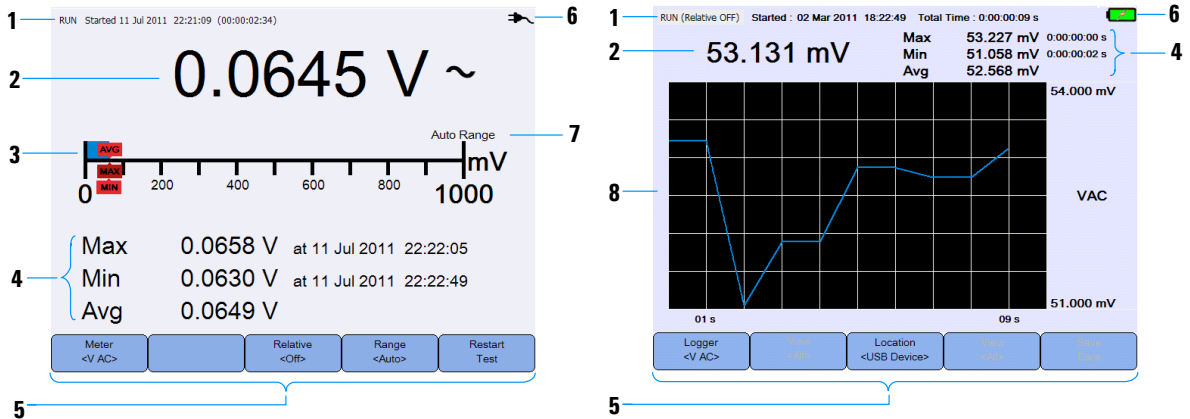 1 RUN Started 11 Jul 2011 22:21:09 (00:00:02:34) 6
2 0.0645 V ~
Auto Range 7
3 AVG
MAX
MIN
mV
0 200 400 600 800 1000
4
Max 0.0658 V at 11 Jul 2011 22:22:05
Min 0.0630 V at 11 Jul 2011 22:22:49
Avg 0.0649 V
Meter <V AC>
Relative <Off>
Range <Auto>
Restart Test
5
1 RUN (Relative OFF) Started : 02 Mar 2011 18:22:49 Total Time : 0:00:00:09 s 6
2 53.131 mV
Max 53.227 mV 0:00:00:00 s
Min 51.058 mV 0:00:00:02 s
Avg 52.568 mV
4
54.000 mV
8
VAC
51.000 mV
01 s 09 s
Logger <V AC>
Location <USB Device>
5